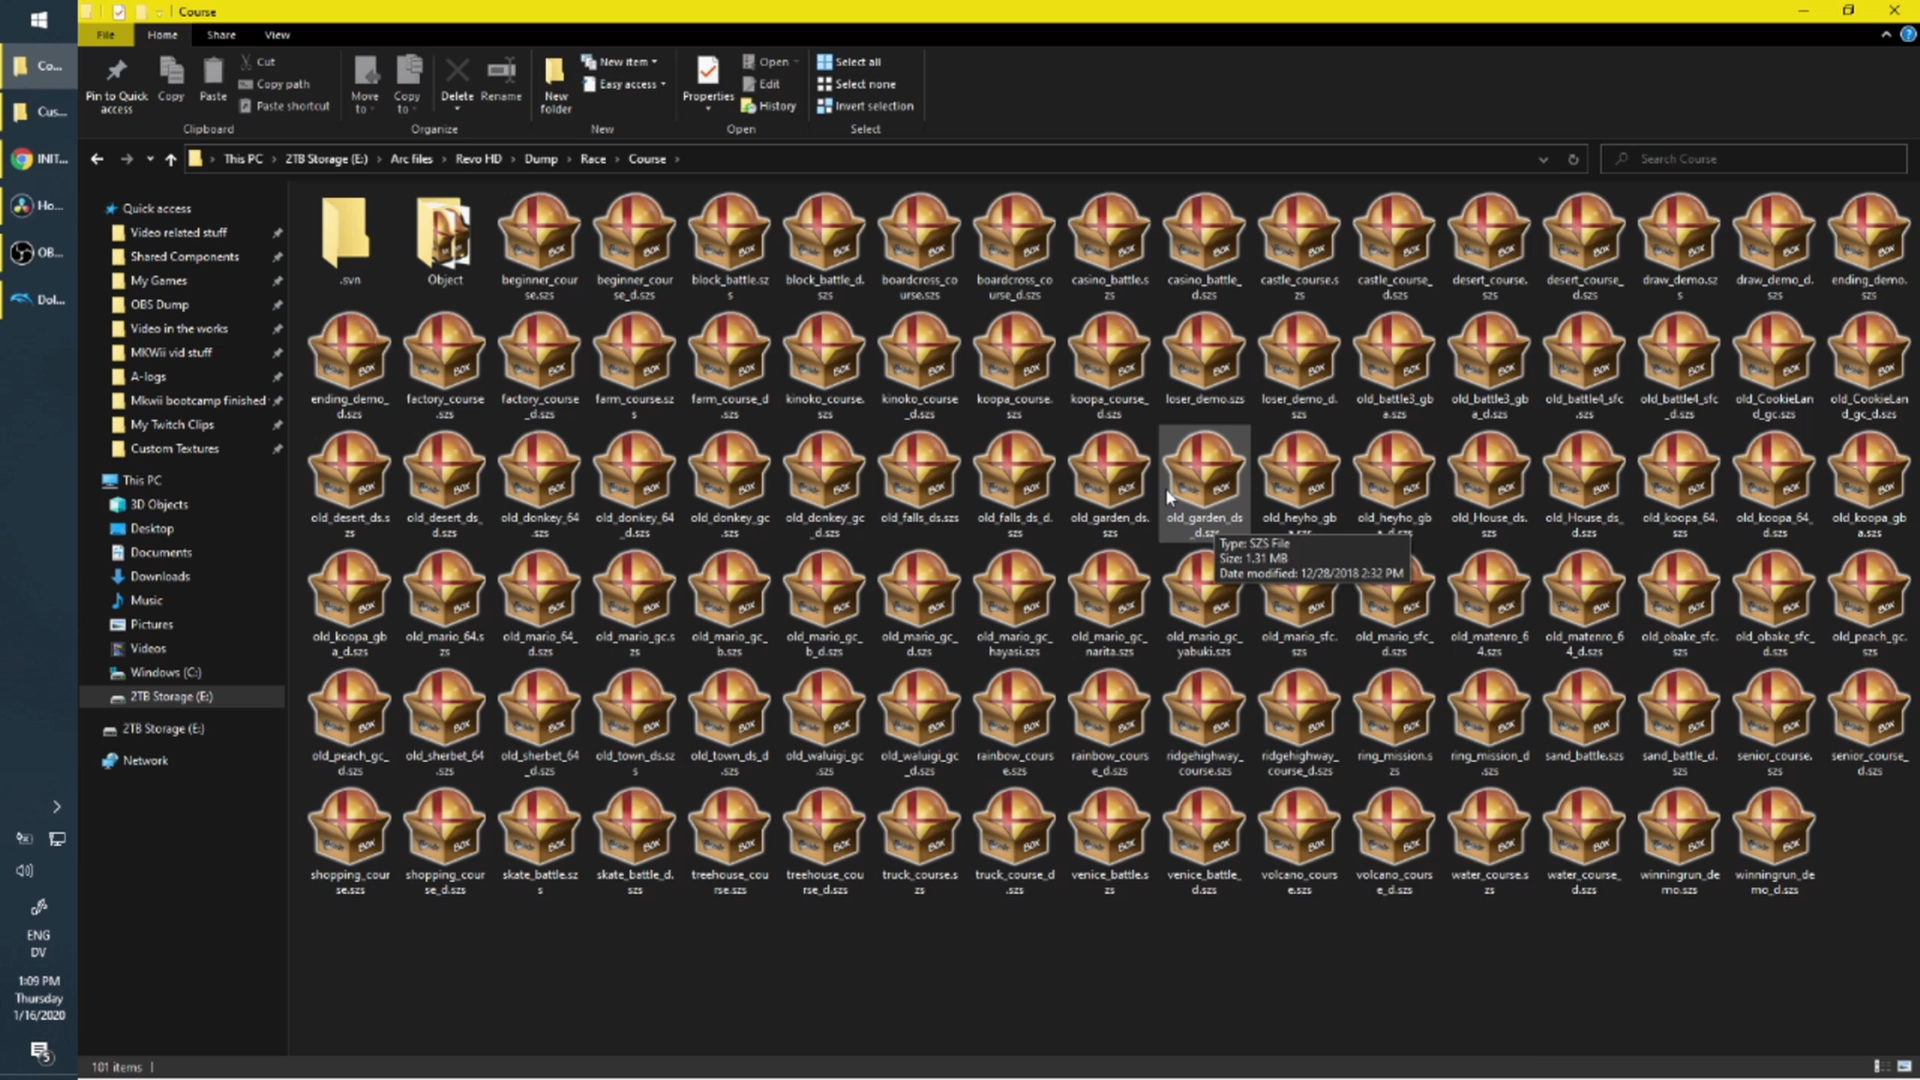 Course
File
Home
Share
View
Pin to Quick access
Copy
Paste
Cut
Copy path
Paste shortcut
Clipboard
Move to
Copy to
Delete
Rename
Organize
New folder
New item
Easy access
New
Properties
Open
Edit
History
Open
Select all
Select none
Invert selection
Select
This PC > 2TB Storage (E:) > Arc files > Revo HD > Dump > Race > Course >
Search Course
Co...
Cus...
INIT...
Ho...
OB...
Dol...
ENG
DV
1:09 PM
Thursday
1/16/2020
5
Quick access
Video related stuff
Shared Components
My Games
OBS Dump
Video in the works
MKWii vid stuff
A-logs
Mkwii bootcamp finished
My Twitch Clips
Custom Textures
This PC
3D Objects
Desktop
Documents
Downloads
Music
Pictures
Videos
Windows (C:)
2TB Storage (E:)
2TB Storage (E:)
Network
.svn
Object
beginner_course.szs
beginner_course_d.szs
block_battle.szs
block_battle_d.szs
boardcross_course.szs
boardcross_course_d.szs
casino_battle.szs
casino_battle_d.szs
castle_course.szs
castle_course_d.szs
desert_course.szs
desert_course_d.szs
draw_demo.szs
draw_demo_d.szs
ending_demo.szs
ending_demo_d.szs
factory_course.szs
factory_course_d.szs
farm_course.szs
farm_course_d.szs
kinoko_course.szs
kinoko_course_d.szs
koopa_course.szs
koopa_course_d.szs
loser_demo.szs
loser_demo_d.szs
old_battle3_gba.szs
old_battle3_gba_d.szs
old_battle4_sfc.szs
old_battle4_sfc_d.szs
old_CookieLand_gc.szs
old_CookieLand_gc_d.szs
old_desert_ds.szs
old_desert_ds_d.szs
old_donkey_64.szs
old_donkey_64_d.szs
old_donkey_gc.szs
old_donkey_gc_d.szs
old_falls_ds.szs
old_falls_ds_d.szs
old_garden_ds.szs
old_garden_ds_d.szs
old_heyho_gb
old_heyho_gb
old_House_ds.szs
old_House_ds_d.szs
old_koopa_64.szs
old_koopa_64_d.szs
old_koopa_gba.szs
Type: SZS File
Size: 1.31 MB
Date modified: 12/28/2018 2:32 PM
old_koopa_gba_d.szs
old_mario_64.szs
old_mario_64_d.szs
old_mario_gc.szs
old_mario_gc_b.szs
old_mario_gc_b_d.szs
old_mario_gc_d.szs
old_mario_gc_hayasi.szs
old_mario_gc_narita.szs
old_mario_gc_yabuki.szs
old_mario_sfc.szs
old_mario_sfc_d.szs
old_matenro_64.szs
old_matenro_64_d.szs
old_obake_sfc.szs
old_obake_sfc_d.szs
old_peach_gc.szs
old_peach_gc_d.szs
old_sherbet_64.szs
old_sherbet_64_d.szs
old_town_ds.szs
old_town_ds_d.szs
old_waluigi_gc.szs
old_waluigi_gc_d.szs
rainbow_course.szs
rainbow_course_d.szs
ridgehighway_course.szs
ridgehighway_course_d.szs
ring_mission.szs
ring_mission_d.szs
sand_battle.szs
sand_battle_d.szs
senior_course.szs
senior_course_d.szs
shopping_course.szs
shopping_course_d.szs
skate_battle.szs
skate_battle_d.szs
treehouse_course.szs
treehouse_course_d.szs
truck_course.szs
truck_course_d.szs
venice_battle.szs
venice_battle_d.szs
volcano_course.szs
volcano_course_d.szs
water_course.szs
water_course_d.szs
winningrun_demo.szs
winningrun_demo_d.szs
101 items